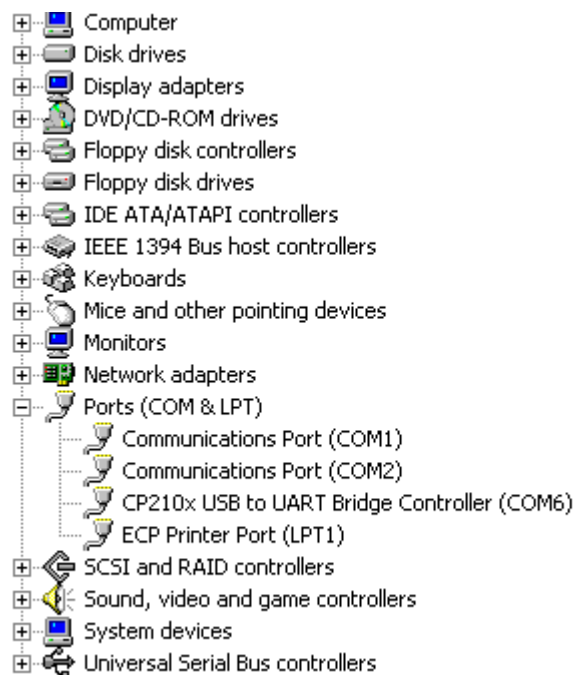 Computer
Disk drives
Display adapters
DVD/CD-ROM drives
Floppy disk controllers
Floppy disk drives
IDE ATA/ATAPI controllers
IEEE 1394 Bus host controllers
Keyboards
Mice and other pointing devices
Monitors
Network adapters
Ports (COM & LPT)
Communications Port (COM1)
Communications Port (COM2)
CP210x USB to UART Bridge Controller (COM6)
ECP Printer Port (LPT1)
SCSI and RAID controllers
Sound, video and game controllers
System devices
Universal Serial Bus controllers